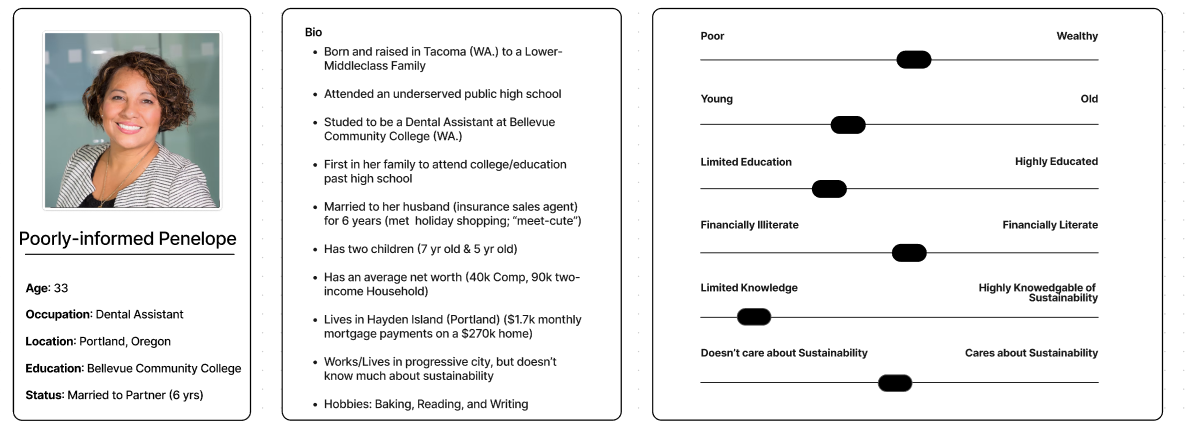 Poorly-informed Penelope
Age: 33
Occupation: Dental Assistant
Location: Portland, Oregon
Education: Bellevue Community College
Status: Married to Partner (6 yrs)
Bio
• Born and raised in Tacoma (WA.) to a Lower-
Middleclass Family
• Attended an underserved public high school
• Studed to be a Dental Assistant at Bellevue
Community College (WA.)
• First in her family to attend college/education
past high school
• Married to her husband (insurance sales agent)
for 6 years (met holiday shopping; “meet-cute”)
• Has two children (7 yr old & 5 yr old)
• Has an average net worth (40k Comp, 90k two-
income Household)
• Lives in Hayden Island (Portland) ($1.7k monthly
mortgage payments on a $270k home)
• Works/Lives in progressive city, but doesn’t
know much about sustainability
• Hobbies: Baking, Reading, and Writing
Poor Wealthy
Young Old
Limited Education Highly Educated
Financially Illiterate Financially Literate
Limited Knowledge Highly Knowedgable of
Sustainability
Doesn’t care about Sustainability Cares about Sustainability